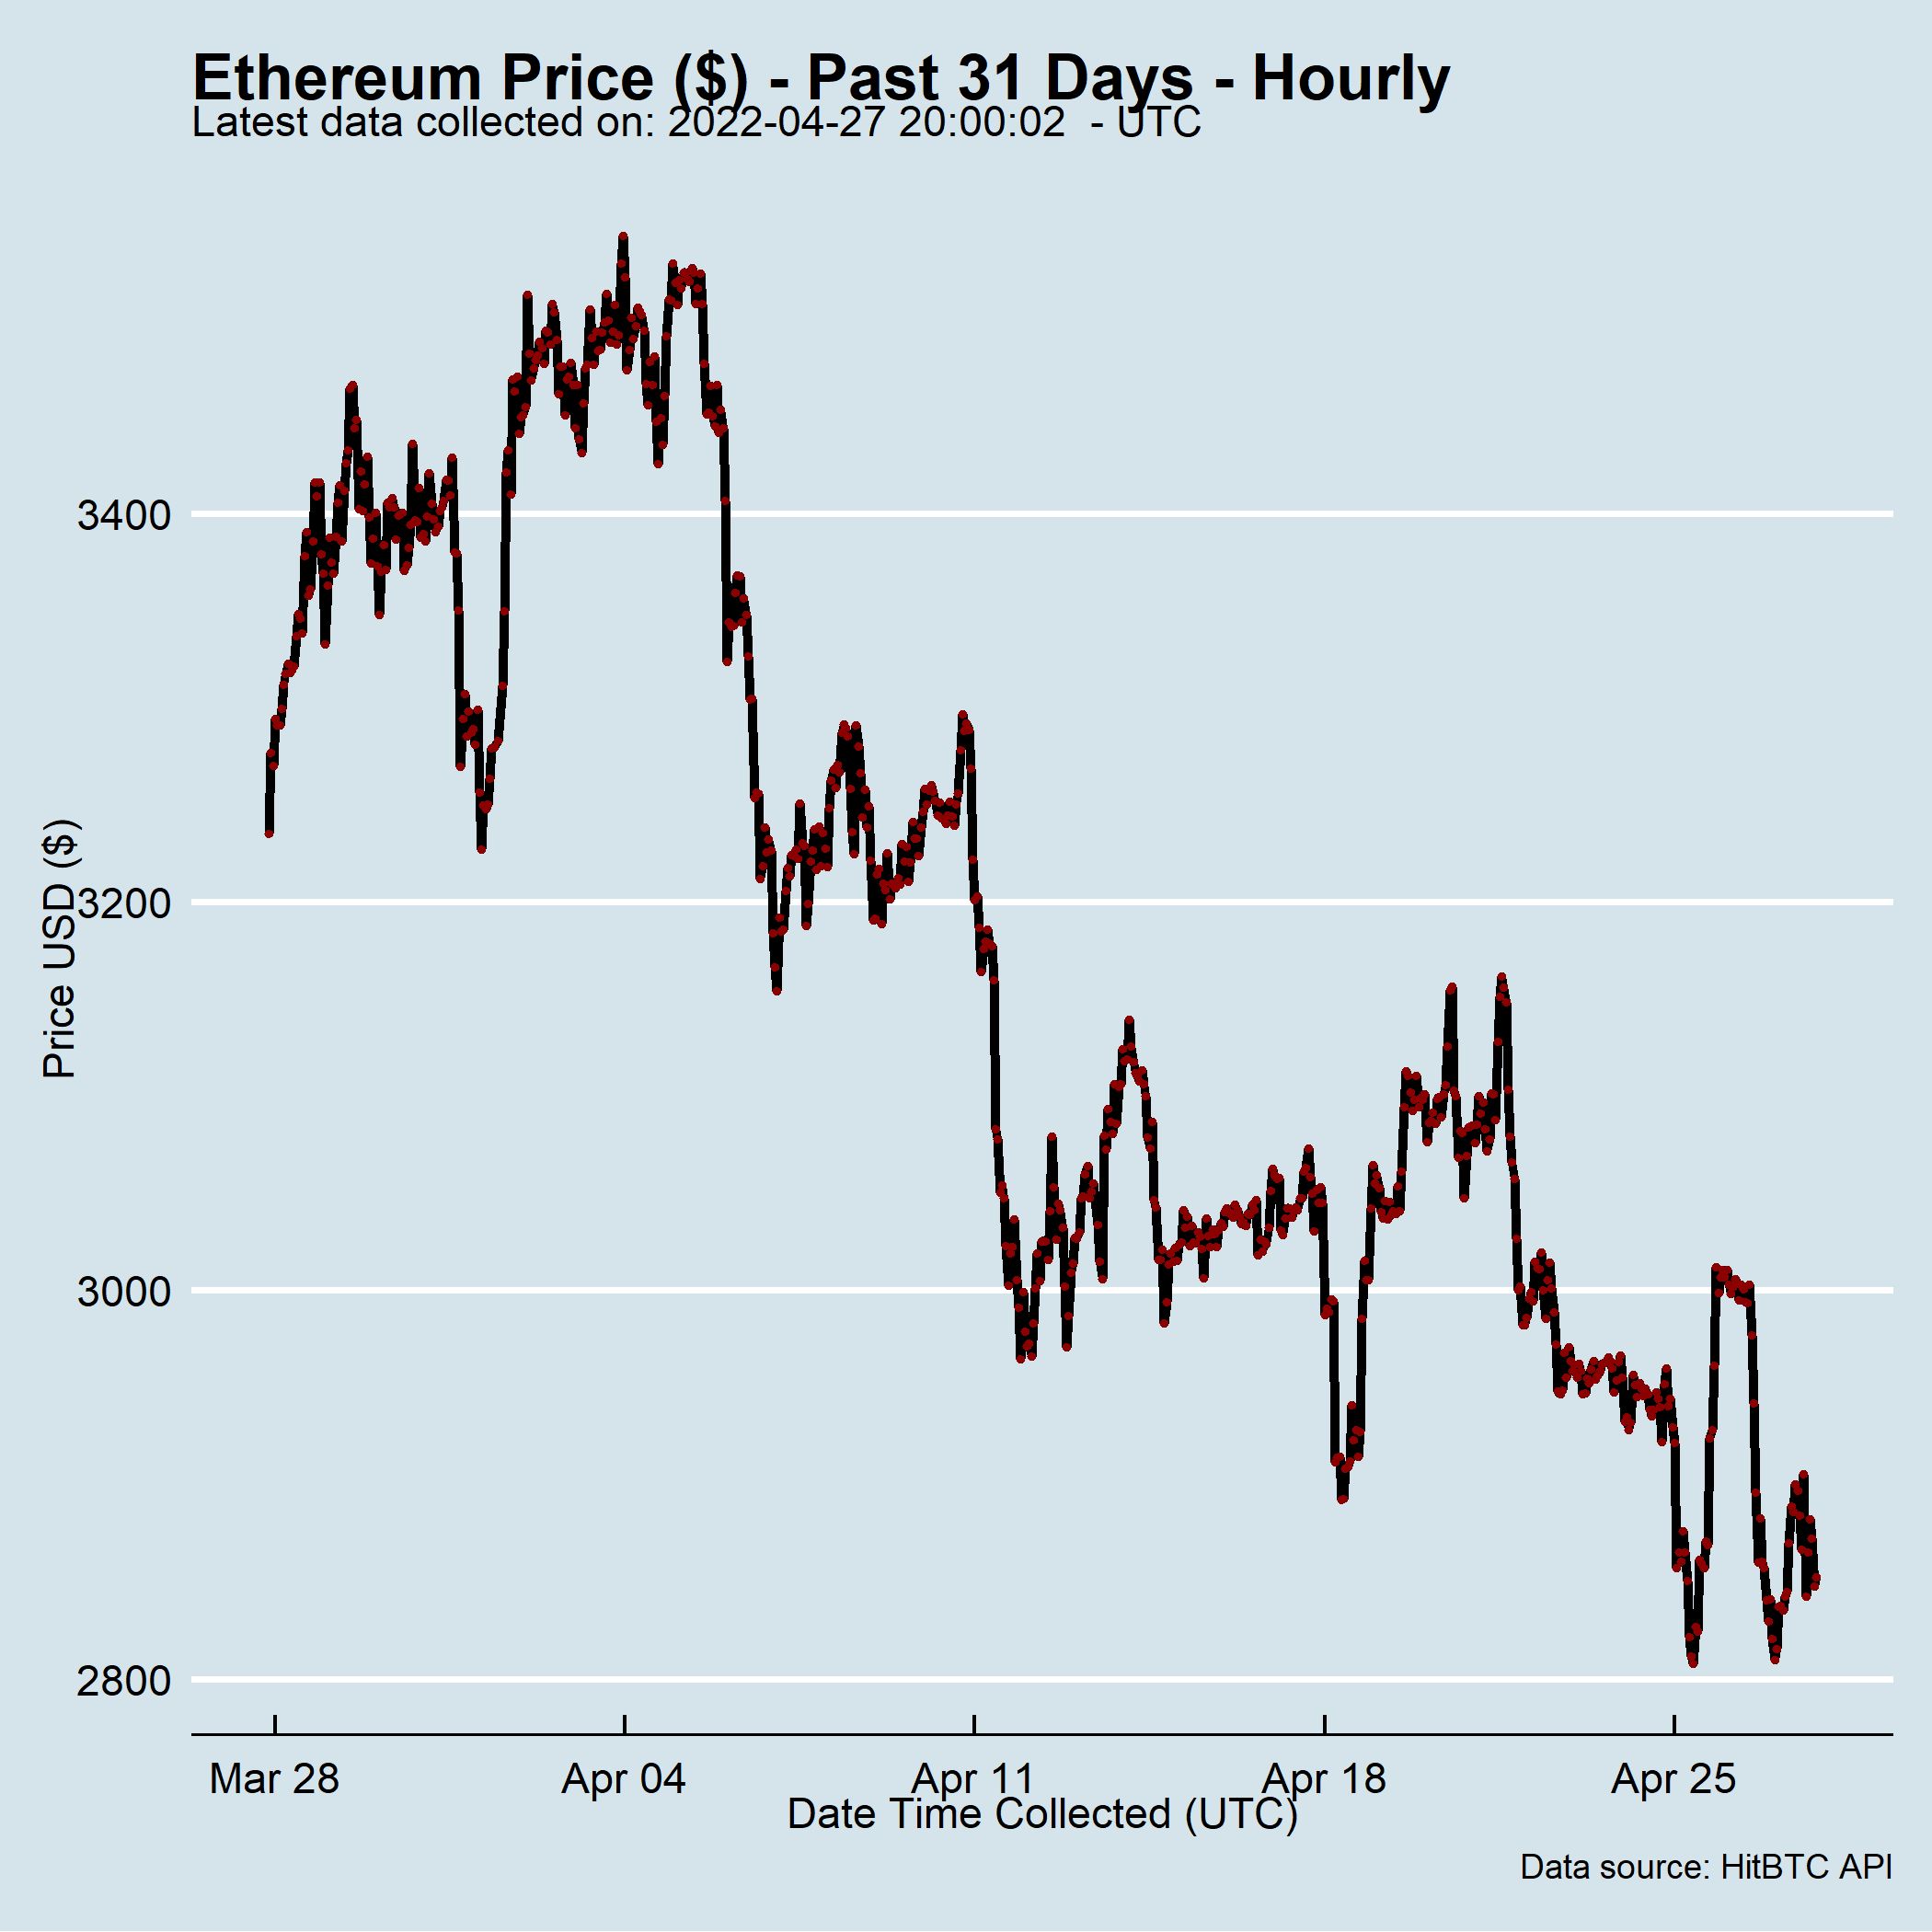 Ethereum Price ($) - Past 31 Days - Hourly
Latest data collected on: 2022-04-27 20:00:02  - UTC
3400
3200
3000
2800
Price USD ($)
Mar 28 Apr 04 Apr 11 Apr 18 Apr 25
Date Time Collected (UTC)
Data source: HitBTC API